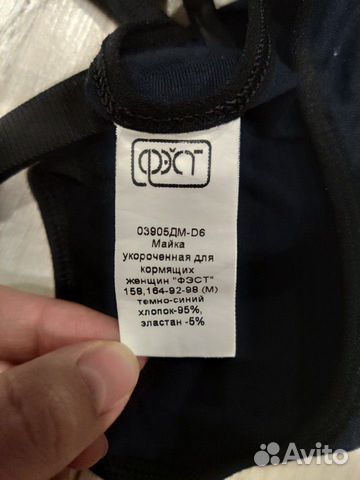 ФЭСТ
03905ДМ-D6
Майка
укороченная для
кормящих
женщин "ФЭСТ"
158,164-92-98 (М)
темно-синий
хлопок-95%,
эластан -5%
Avito